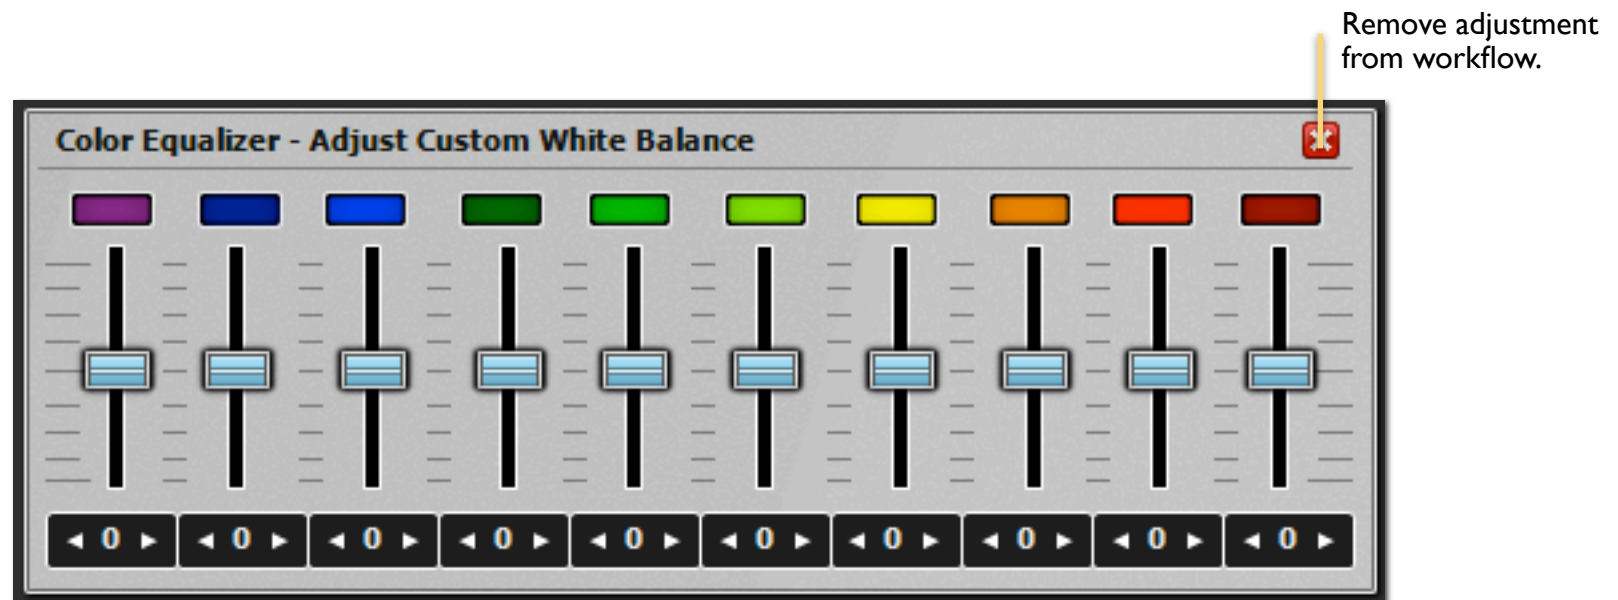 Remove adjustment
from workflow.
Color Equalizer - Adjust Custom White Balance
0 0 0 0 0 0 0 0 0 0